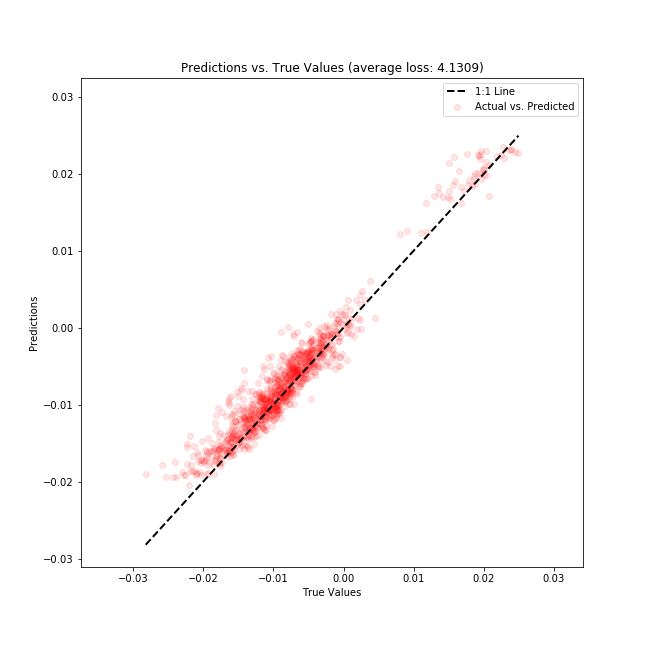 Predictions vs. True Values (average loss: 4.1309)
1:1 Line
Actual vs. Predicted
0.03
0.02
0.01
0.00
−0.01
−0.02
−0.03
Predictions
−0.03
−0.02
−0.01
0.00
0.01
0.02
0.03
True Values